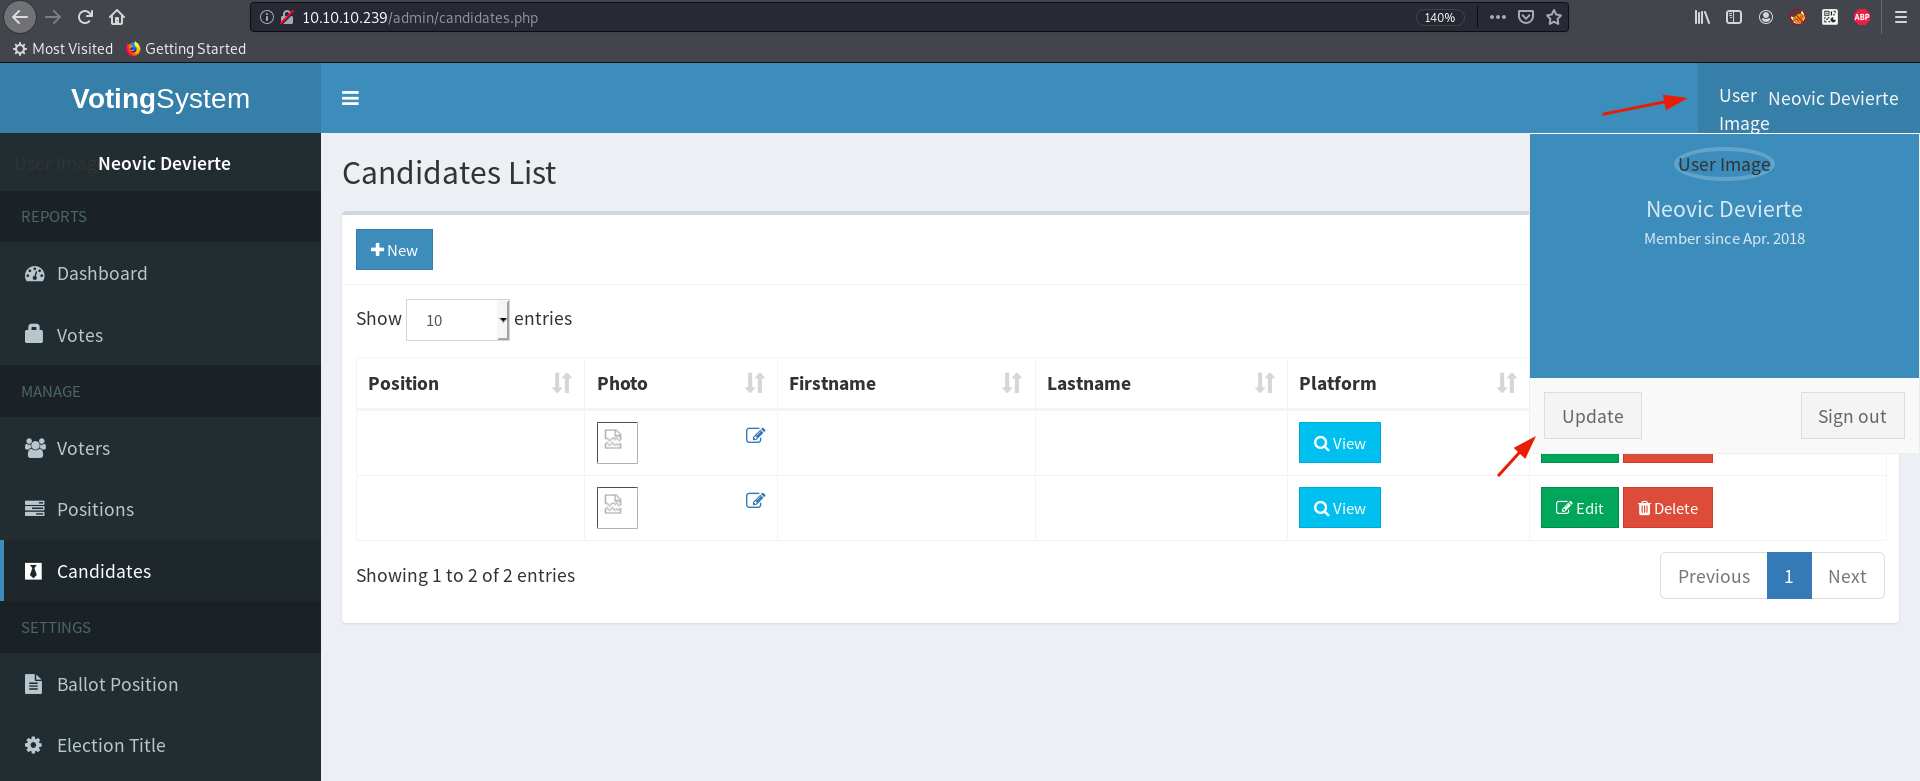 10.10.10.239/admin/candidates.php
140%
Most Visited
Getting Started
VotingSystem
User Image
Neovic Devierte
User Image
Neovic Devierte
User Image
Neovic Devierte
Member since Apr. 2018
Update
Sign out
REPORTS
Dashboard
Votes
MANAGE
Voters
Positions
Candidates
SETTINGS
Ballot Position
Election Title
Candidates List
New
Show 10 entries
Position Photo Firstname Lastname Platform
View
View Edit Delete
Showing 1 to 2 of 2 entries
Previous 1 Next
ABP